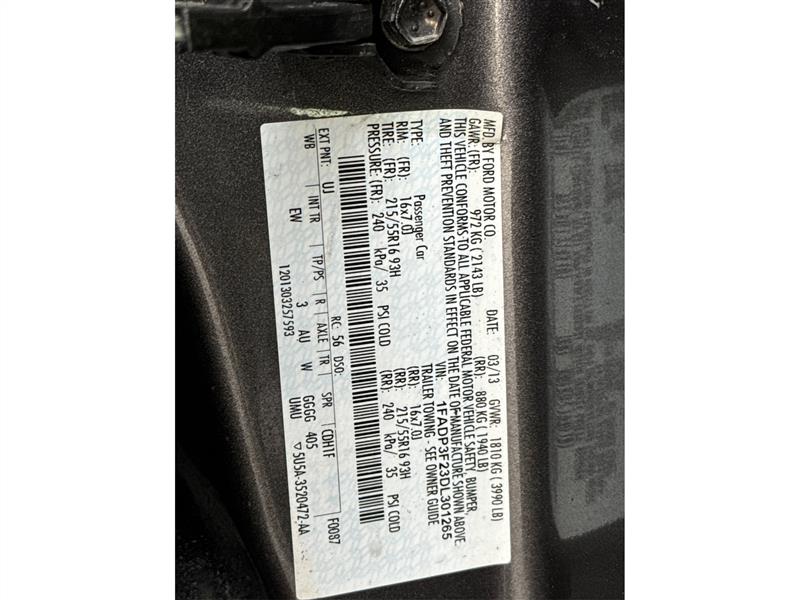 MFD. BY FORD MOTOR CO.
DATE: 03/13 GVWR: 1810 KG ( 3990 LB)
GAWR: (FR): 972 KG ( 2143 LB) (RR): 880 KG ( 1940 LB)
THIS VEHICLE CONFORMS TO ALL APPLICABLE FEDERAL MOTOR VEHICLE SAFETY, BUMPER,
AND THEFT PREVENTION STANDARDS IN EFFECT ON THE DATE OF MANUFACTURE SHOWN ABOVE.
VIN: 1FADP3F23DL301265
TYPE: Passenger Car TRAILER TOWING - SEE OWNER GUIDE
RIM: (FR): 16x7.0J (RR): 16x7.0J
TIRE: (FR): 215/55R16 93H (RR): 215/55R16 93H
PRESSURE: (FR): 240 kPa/ 35 PSI COLD (RR): 240 kPa/ 35 PSI COLD
RC: 56 DSO: F0087
EXT PNT: UJ
WB INT TR TP/PS R AXLE TR SPR CDH1F
EW 3 AU W GGGG 405 UMU
1201303257593 ▽5U5A-3520472-AA